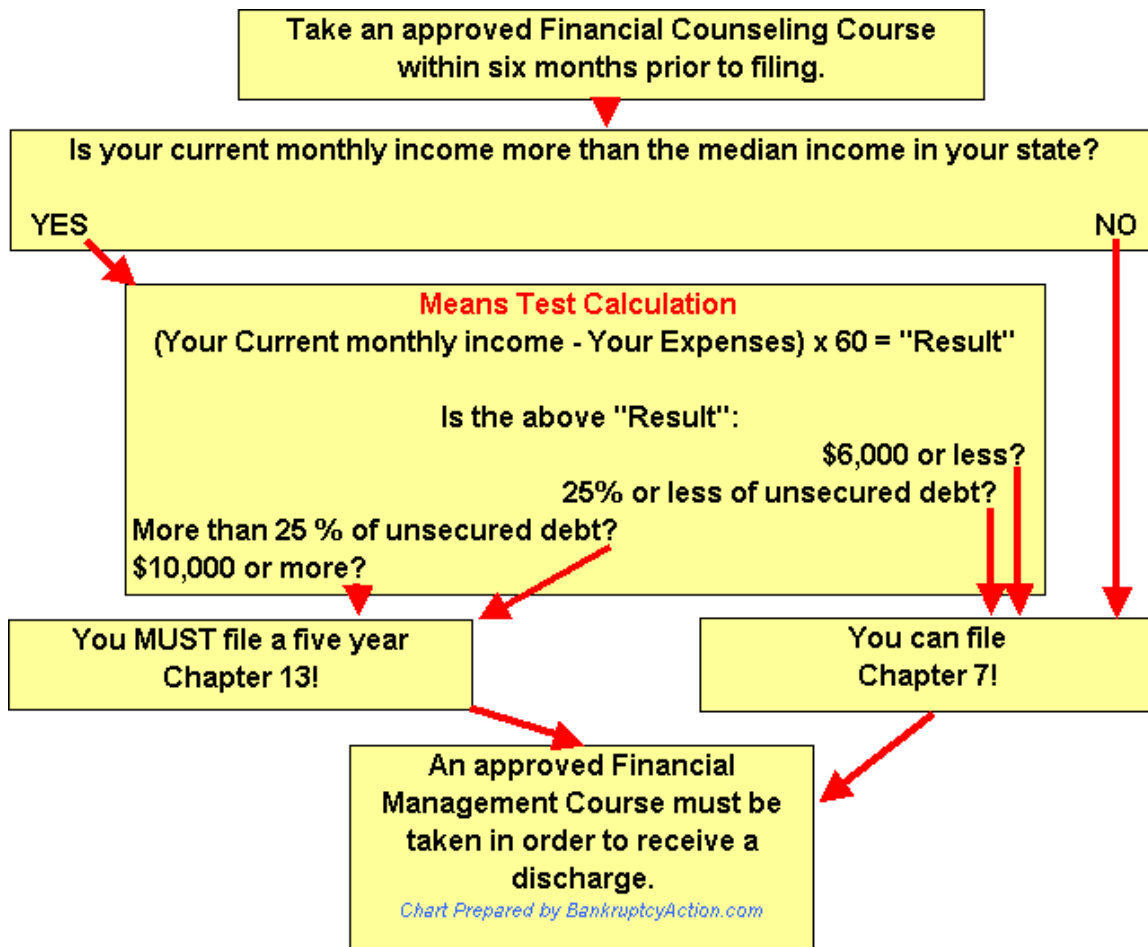 Take an approved Financial Counseling Course
within six months prior to filing.
Is your current monthly income more than the median income in your state?
YES
NO
Means Test Calculation
(Your Current monthly income - Your Expenses) x 60 = "Result"
Is the above "Result":
$6,000 or less?
25% or less of unsecured debt?
More than 25 % of unsecured debt?
$10,000 or more?
You MUST file a five year
Chapter 13!
You can file
Chapter 7!
An approved Financial
Management Course must be
taken in order to receive a
discharge.
Chart Prepared by BankruptcyAction.com